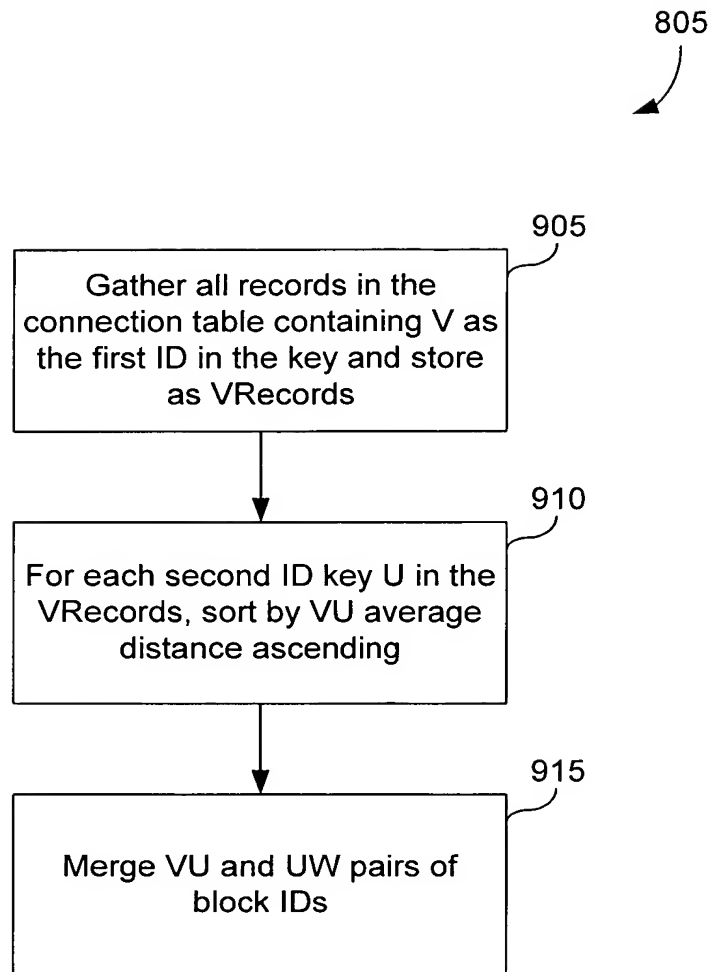 805
905
Gather all records in the
connection table containing V as
the first ID in the key and store
as VRecords
910
For each second ID key U in the
VRecords, sort by VU average
distance ascending
915
Merge VU and UW pairs of
block IDs